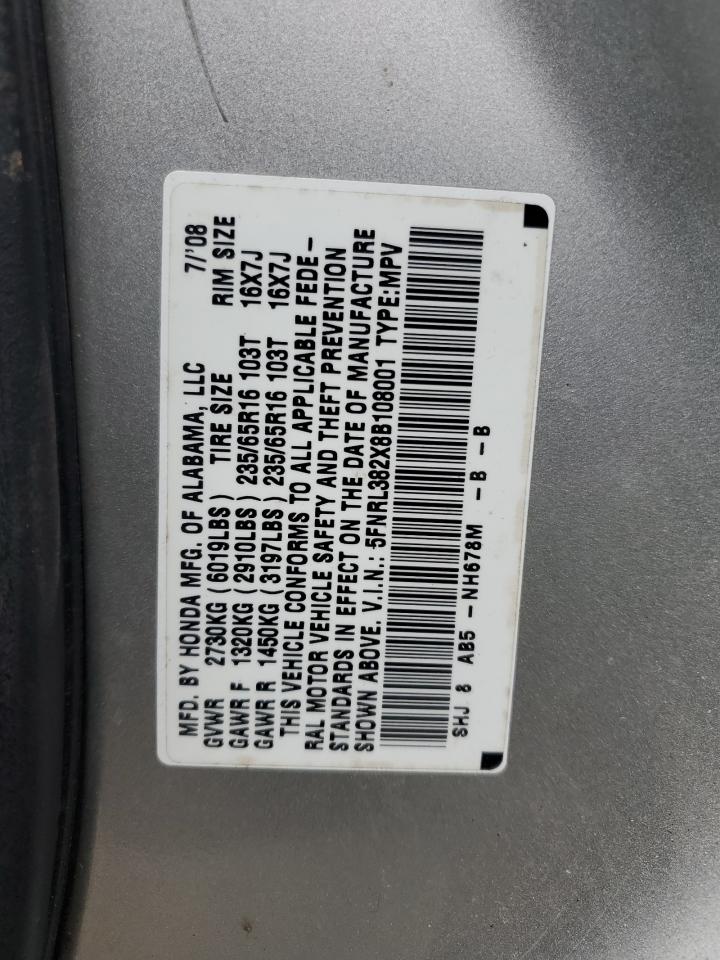 MFD. BY HONDA MFG. OF ALABAMA, LLC 7/'08
GVWR 2730KG (6019LBS) TIRE SIZE RIM SIZE
GAWR F 1320KG (2910LBS) 235/65R16 103T 16X7J
GAWR R 1450KG (3197LBS) 235/65R16 103T 16X7J
THIS VEHICLE CONFORMS TO ALL APPLICABLE FEDE-
RAL MOTOR VEHICLE SAFETY AND THEFT PREVENTION
STANDARDS IN EFFECT ON THE DATE OF MANUFACTURE
SHOWN ABOVE. V.I.N.: 5FNRL382X8B108001 TYPE:MPV
SHJ 8 AB5 -NH678M -B -B